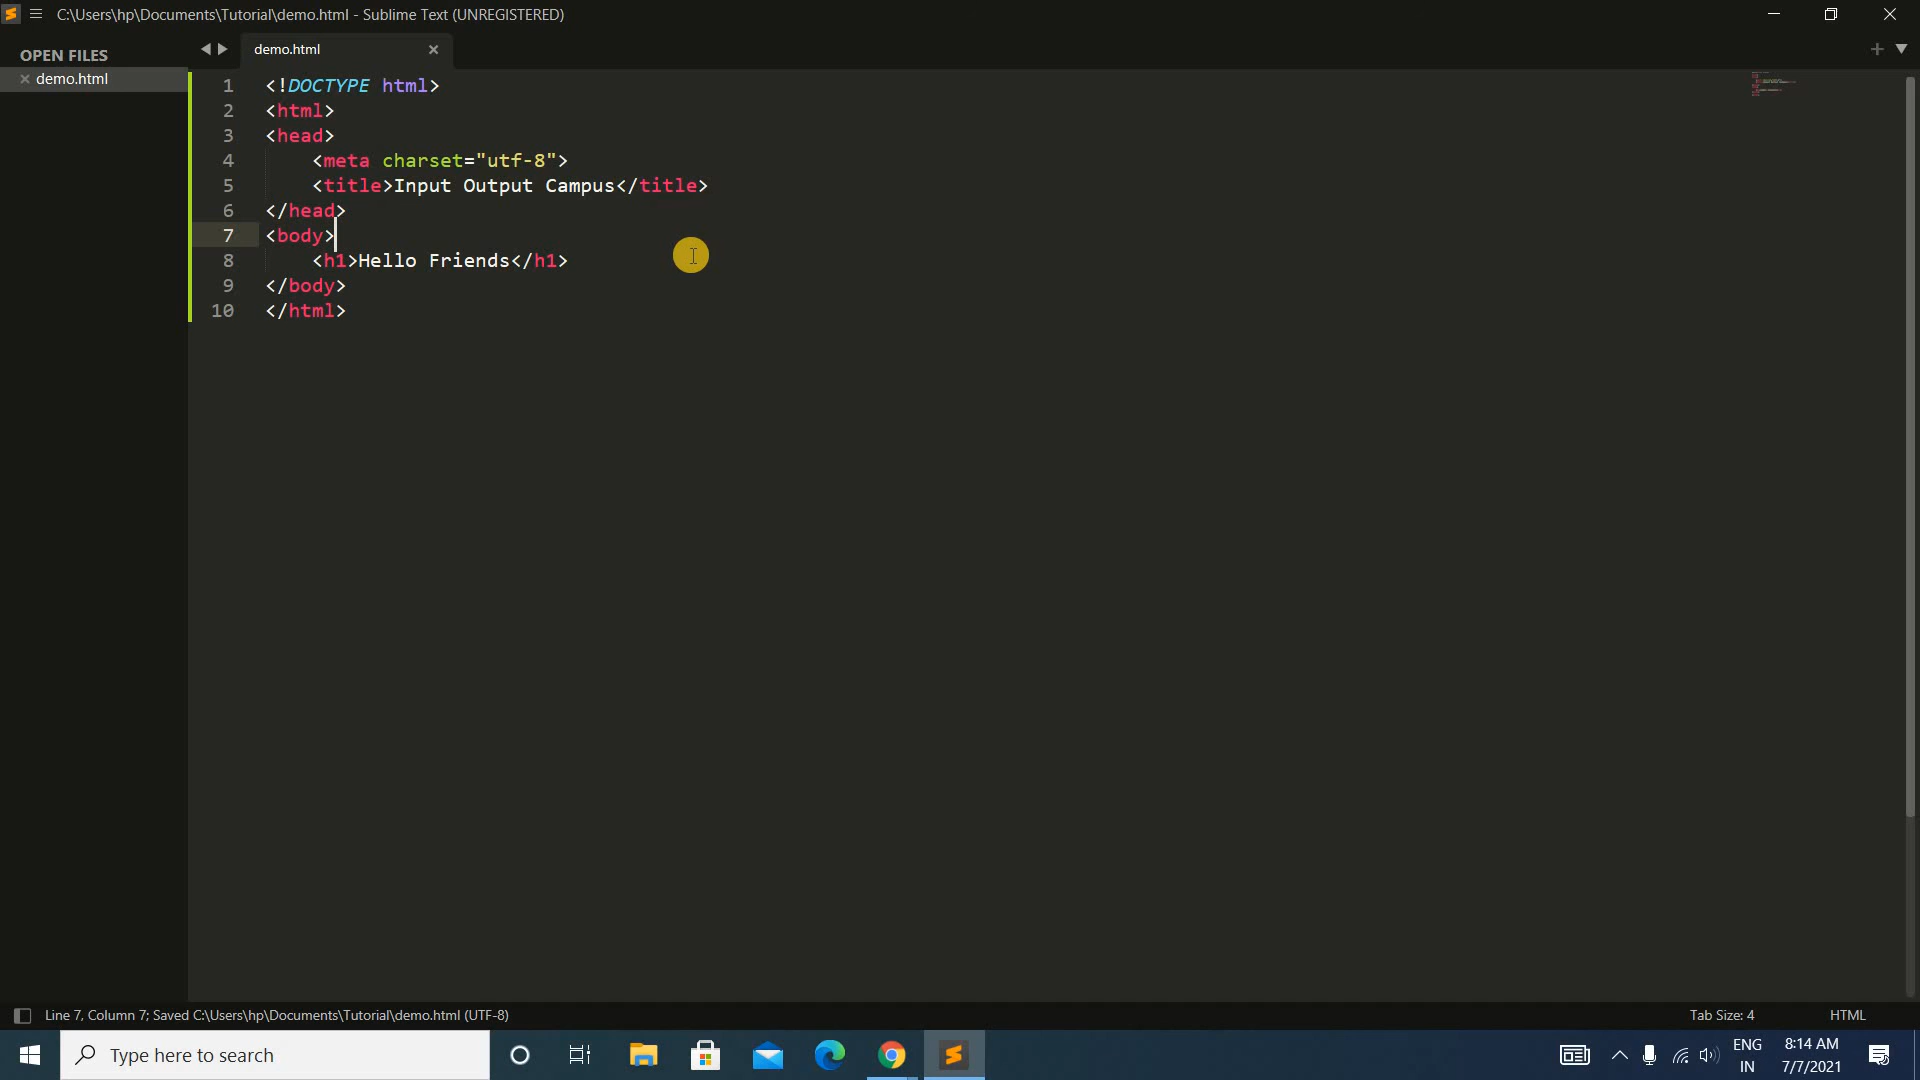 C:\Users\hp\Documents\Tutorial\demo.html - Sublime Text (UNREGISTERED)
OPEN FILES
demo.html
demo.html
1 <!DOCTYPE html>
2 <html>
3 <head>
4 <meta charset="utf-8">
5 <title>Input Output Campus</title>
6 </head>
7 <body>
8 <h1>Hello Friends</h1>
9 </body>
10 </html>
Line 7, Column 7; Saved C:\Users\hp\Documents\Tutorial\demo.html (UTF-8)
Tab Size: 4
HTML
Type here to search
ENG
IN
8:14 AM
7/7/2021